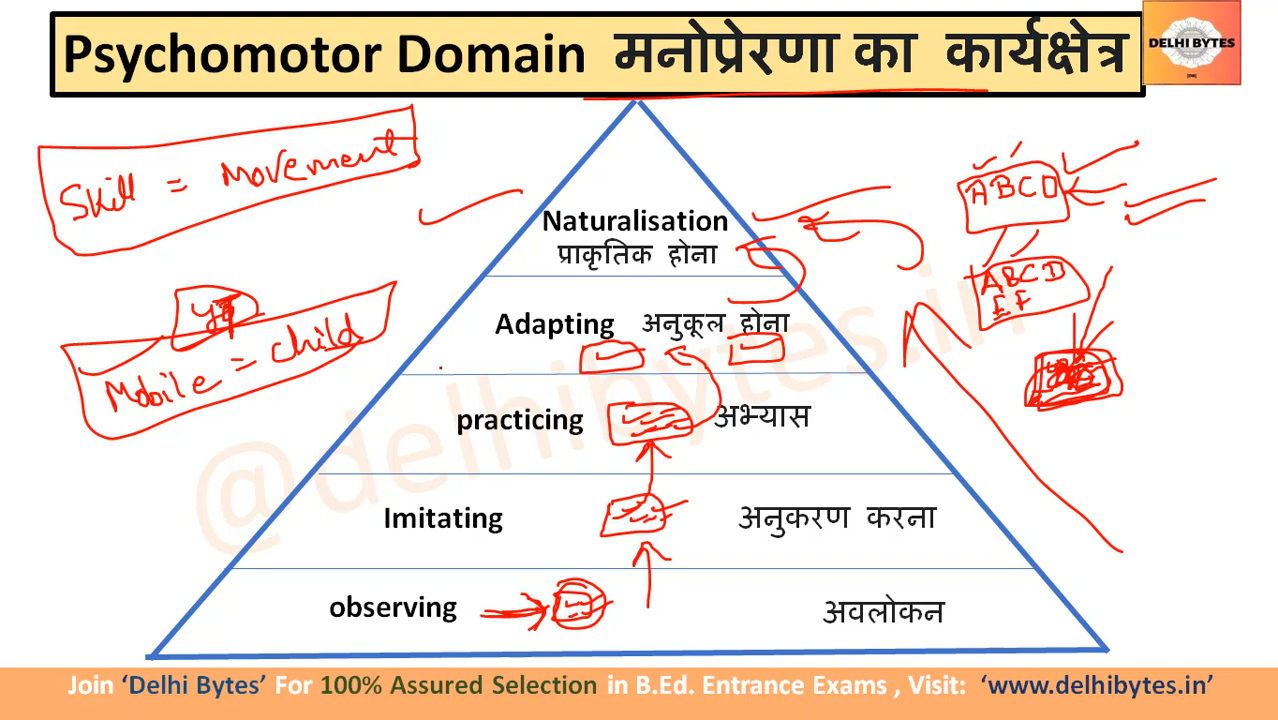 Psychomotor Domain मनोप्रेरणा का कार्यक्षेत्र
DELHI BYTES
Skill = Movement
ABCD
Naturalisation
प्राकृतिक होना
ABCD
EF
Adapting अनुकूल होना
Mobile = child
practicing अभ्यास
@delhibytes.in
Imitating अनुकरण करना
observing अवलोकन
Join ‘Delhi Bytes’ For 100% Assured Selection in B.Ed. Entrance Exams , Visit: ‘www.delhibytes.in’